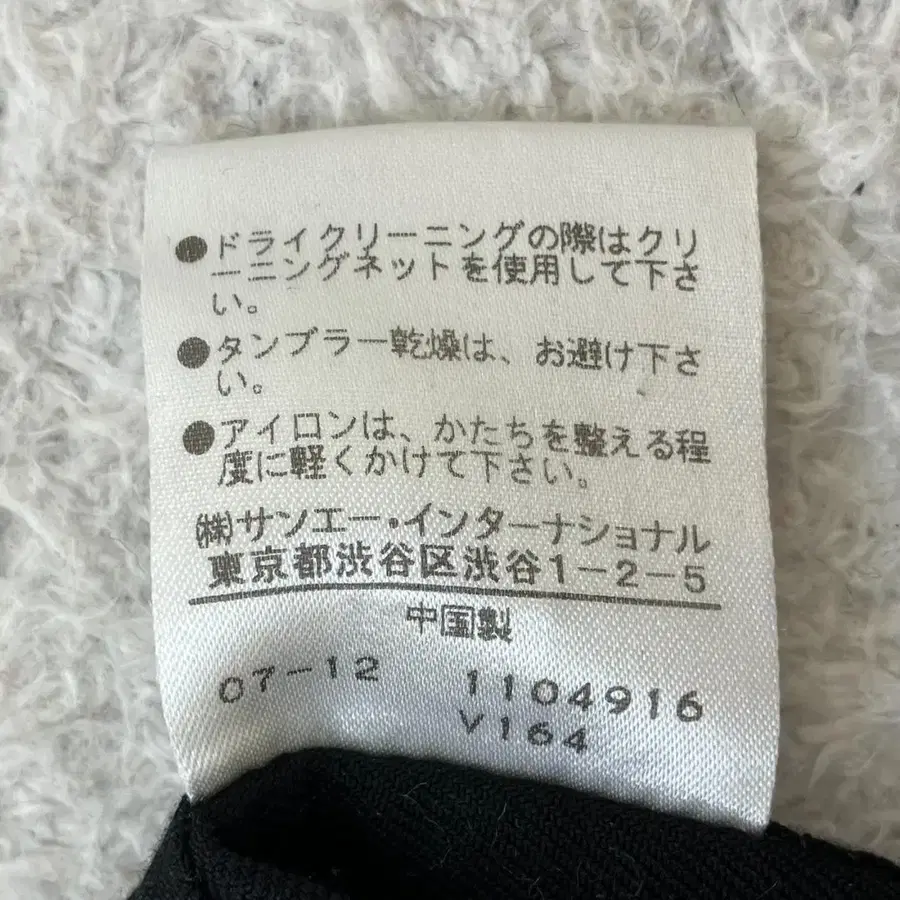 ●ドライクリーニングの際はクリ
ーニングネットを使用して下さ
い。
●タンブラー乾燥は、お避け下さ
い。
●アイロンは、かたちを整える程
度に軽くかけて下さい。
㈱サンエー・インターナショナル
東京都渋谷区渋谷1-2-5
中国製
07-12 1104916
V164